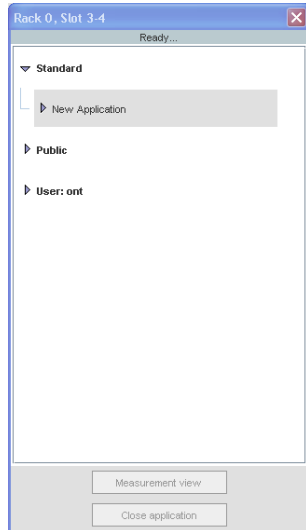 Rack 0, Slot 3-4
Ready...
Standard
New Application
Public
User: ont
Measurement view
Close application